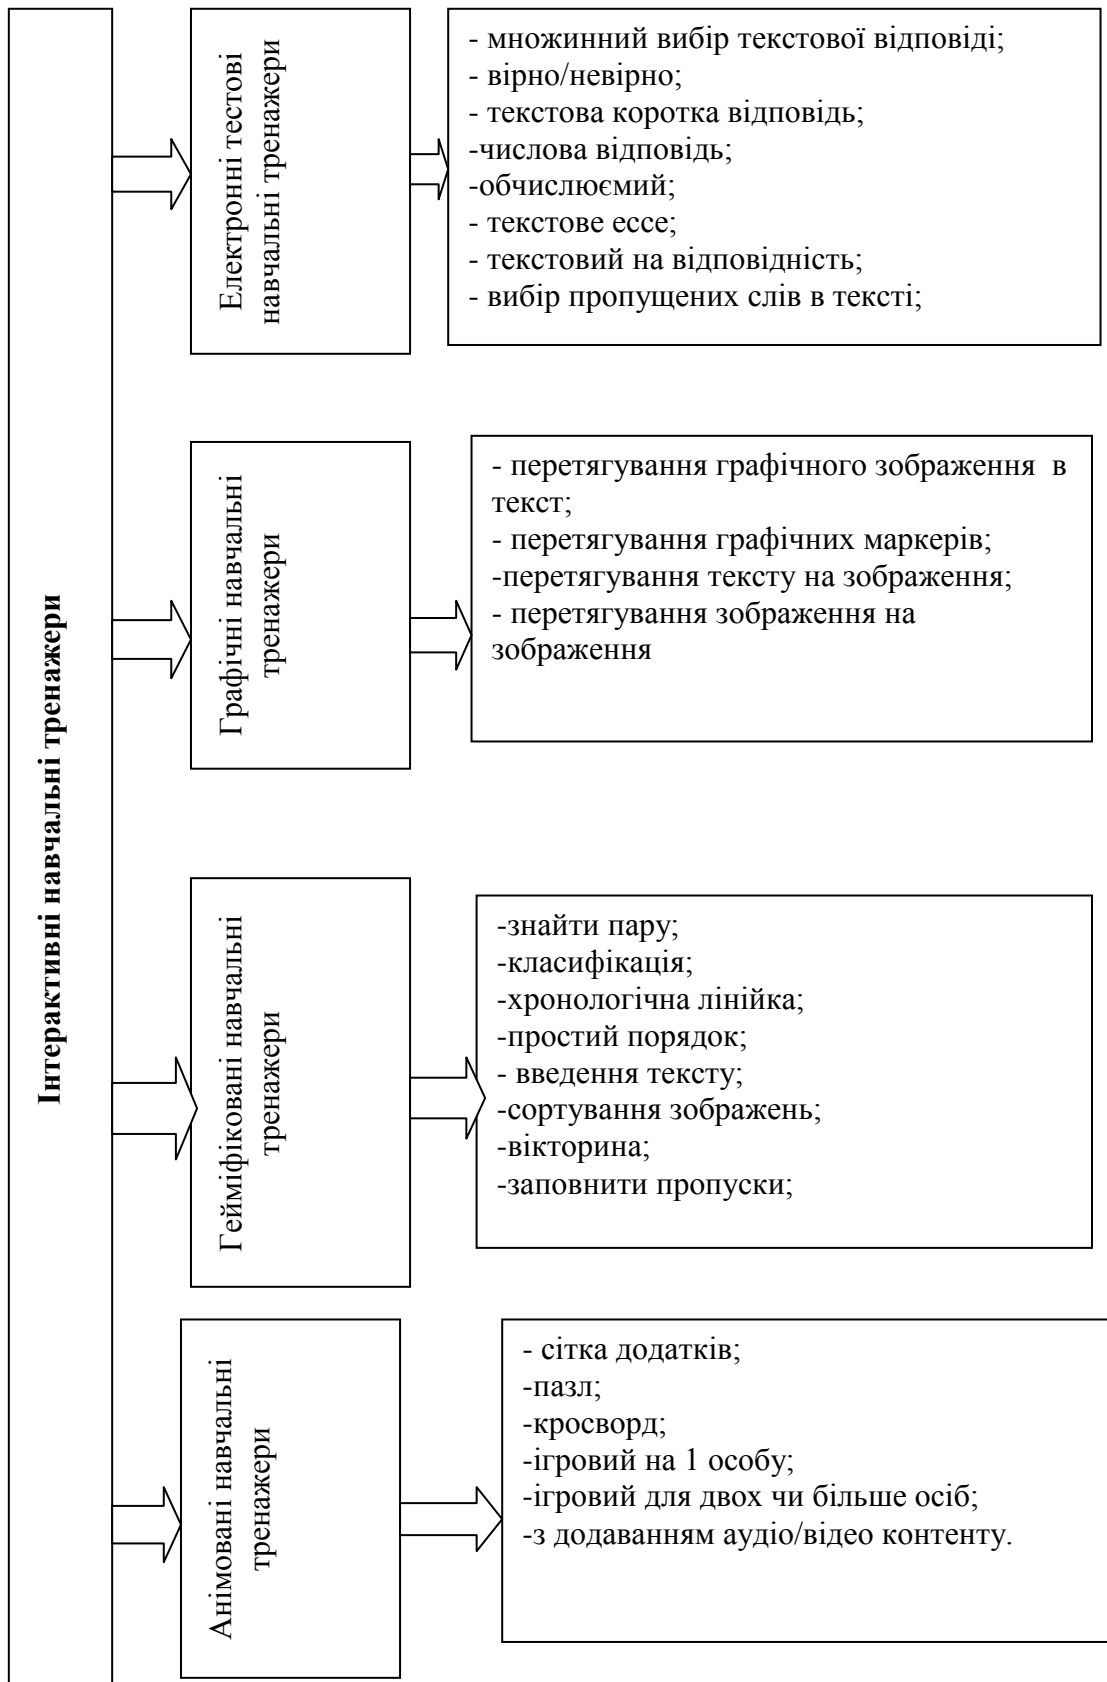 Інтерактивні навчальні тренажери
Електронні тестові
навчальні тренажери
- множинний вибір текстової відповіді;
- вірно/невірно;
- текстова коротка відповідь;
-числова відповідь;
-обчислюємий;
- текстове ессе;
- текстовий на відповідність;
- вибір пропущених слів в тексті;
Графічні навчальні
тренажери
- перетягування графічного зображення в
текст;
- перетягування графічних маркерів;
-перетягування тексту на зображення;
- перетягування зображення на
зображення
Гейміфіковані навчальні
тренажери
-знайти пару;
-класифікація;
-хронологічна лінійка;
-простий порядок;
- введення тексту;
-сортування зображень;
-вікторина;
-заповнити пропуски;
Анімовані навчальні
тренажери
- сітка додатків;
-пазл;
-кросворд;
-ігровий на 1 особу;
-ігровий для двох чи більше осіб;
-з додаванням аудіо/відео контенту.